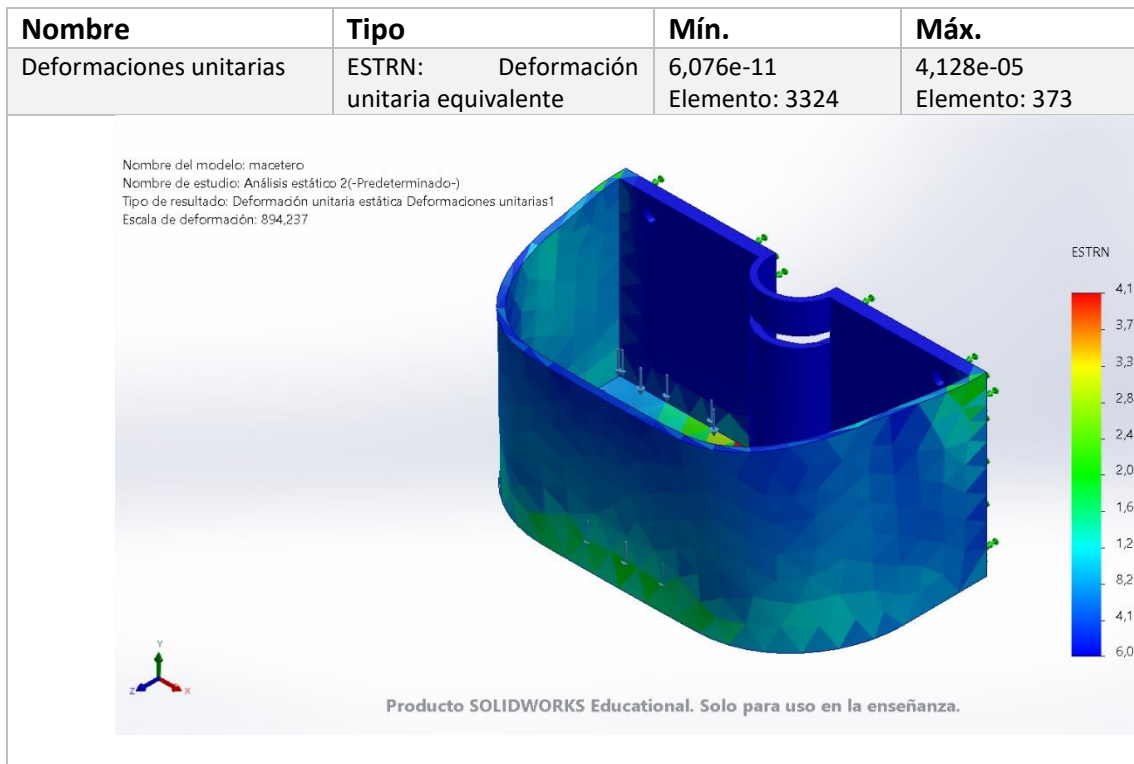 Nombre Tipo Mín. Máx.
Deformaciones unitarias ESTRN: Deformación unitaria equivalente 6,076e-11 Elemento: 3324 4,128e-05 Elemento: 373
Nombre del modelo: macetero
Nombre de estudio: Análisis estático 2(-Predeterminado-)
Tipo de resultado: Deformación unitaria estática Deformaciones unitarias1
Escala de deformación: 894,237
ESTRN
4,1
3,7
3,3
2,8
2,4
2,0
1,6
1,2
8,2
4,1
6,0
Y
Z X
Producto SOLIDWORKS Educational. Solo para uso en la enseñanza.